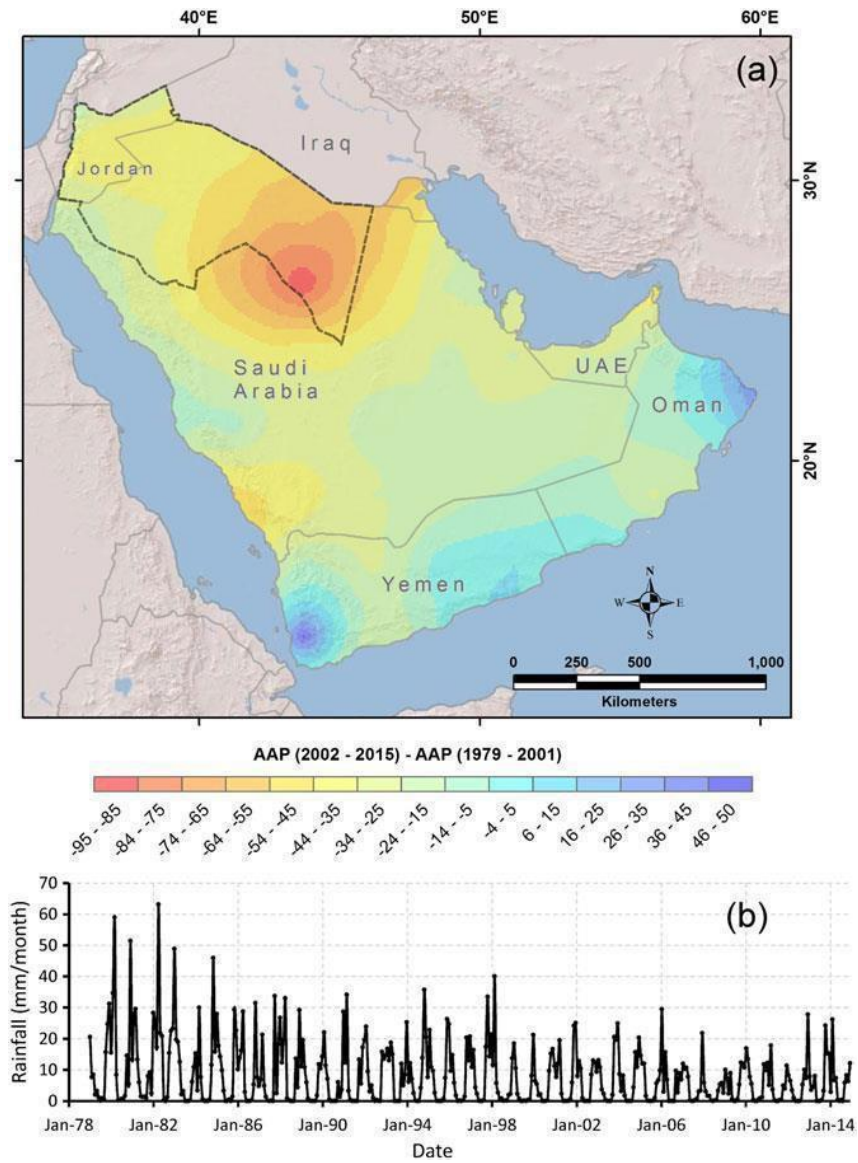 40°E 50°E 60°E
(a)
Iraq
Jordan
30°N 30°N
Saudi
Arabia
UAE
Oman
20°N 20°N
Yemen
N
W E
S
0 250 500 1,000
Kilometers
AAP (2002 - 2015) - AAP (1979 - 2001)
-95 - -85
-84 - -75
-74 - -65
-64 - -55
-54 - -45
-44 - -35
-34 - -25
-24 - -15
-14 - -5
-4 - 5
6 - 15
16 - 25
26 - 35
36 - 45
46 - 50
(b)
Rainfall (mm/month)
70
60
50
40
30
20
10
0
Jan-78 Jan-82 Jan-86 Jan-90 Jan-94 Jan-98 Jan-02 Jan-06 Jan-10 Jan-14
Date